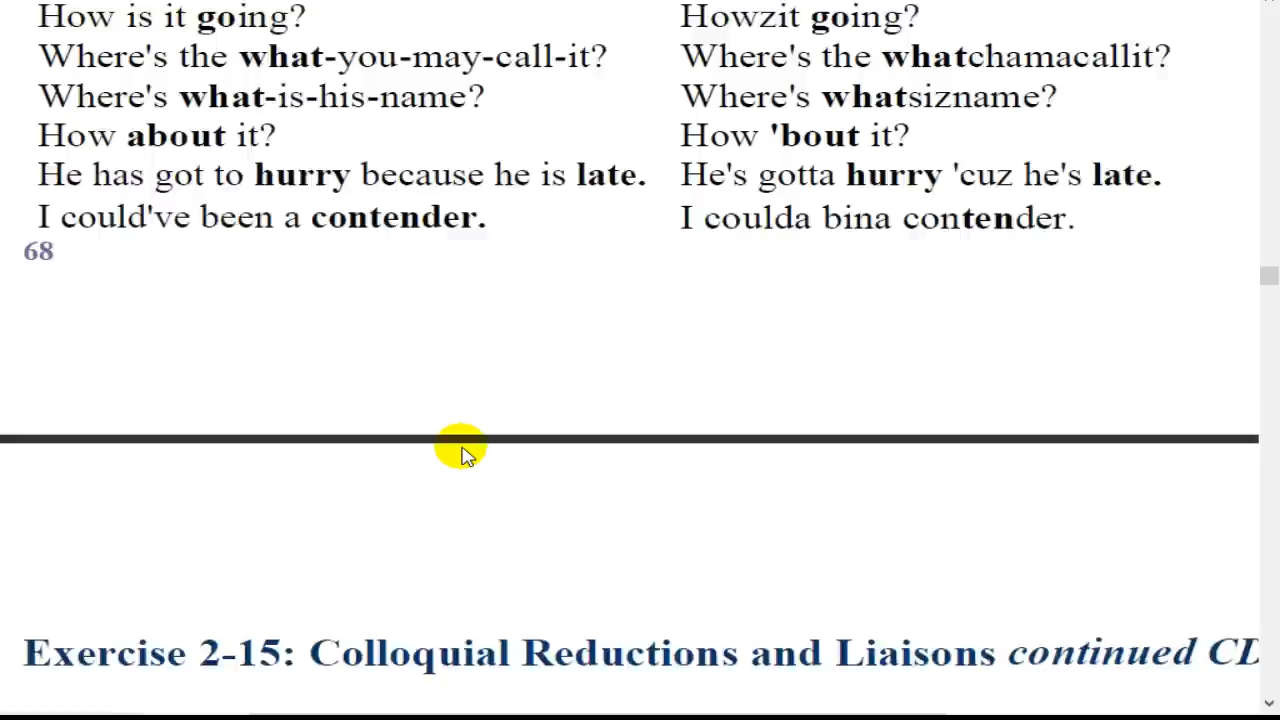 How is it going? Howzit going?
Where's the what-you-may-call-it? Where's the whatchamacallit?
Where's what-is-his-name? Where's whatsizname?
How about it? How 'bout it?
He has got to hurry because he is late. He's gotta hurry 'cuz he's late.
I could've been a contender. I coulda bina contender.
68
Exercise 2-15: Colloquial Reductions and Liaisons continued CD